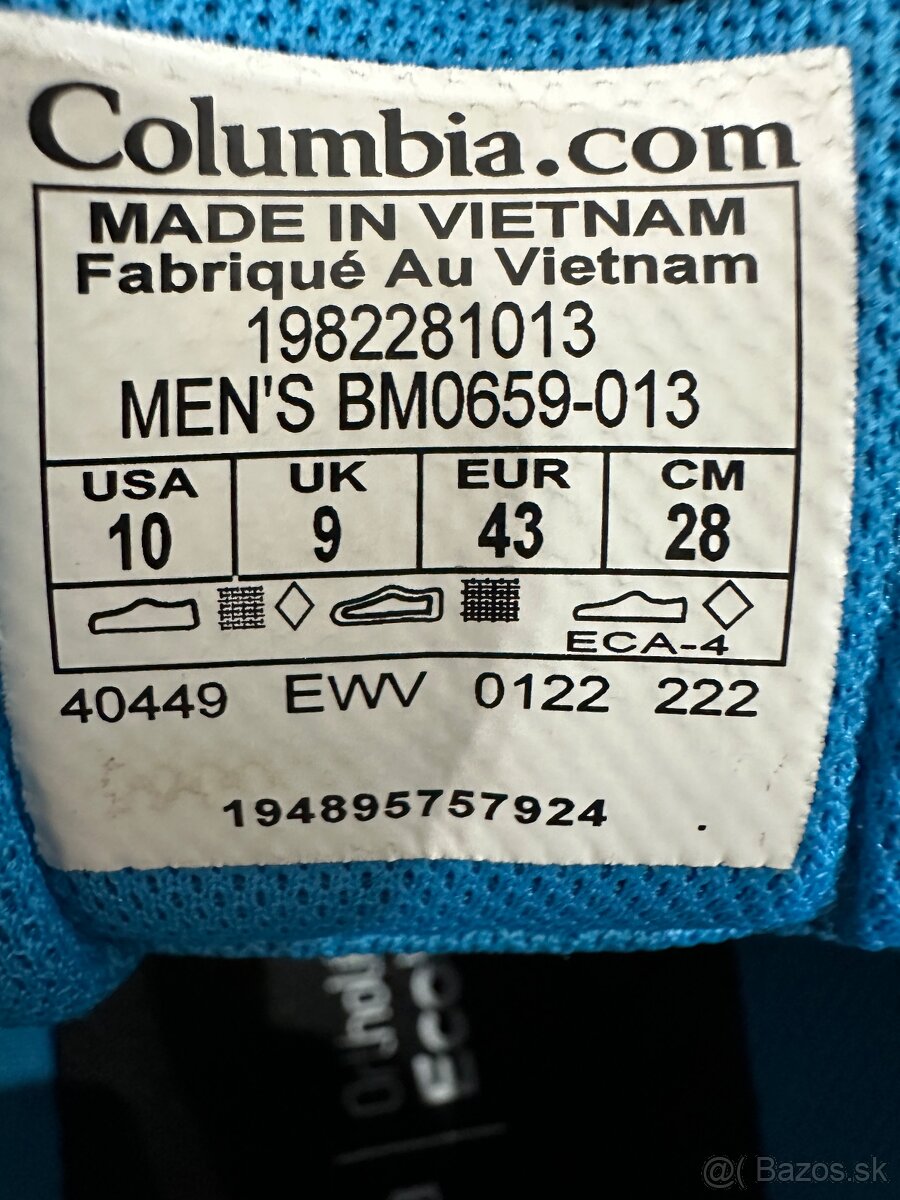 Columbia.com
MADE IN VIETNAM
Fabriqué Au Vietnam
1982281013
MEN'S BM0659-013
USA UK EUR CM
10 9 43 28
ECA-4
40449 EWV 0122 222
194895757924
@( Bazos.sk